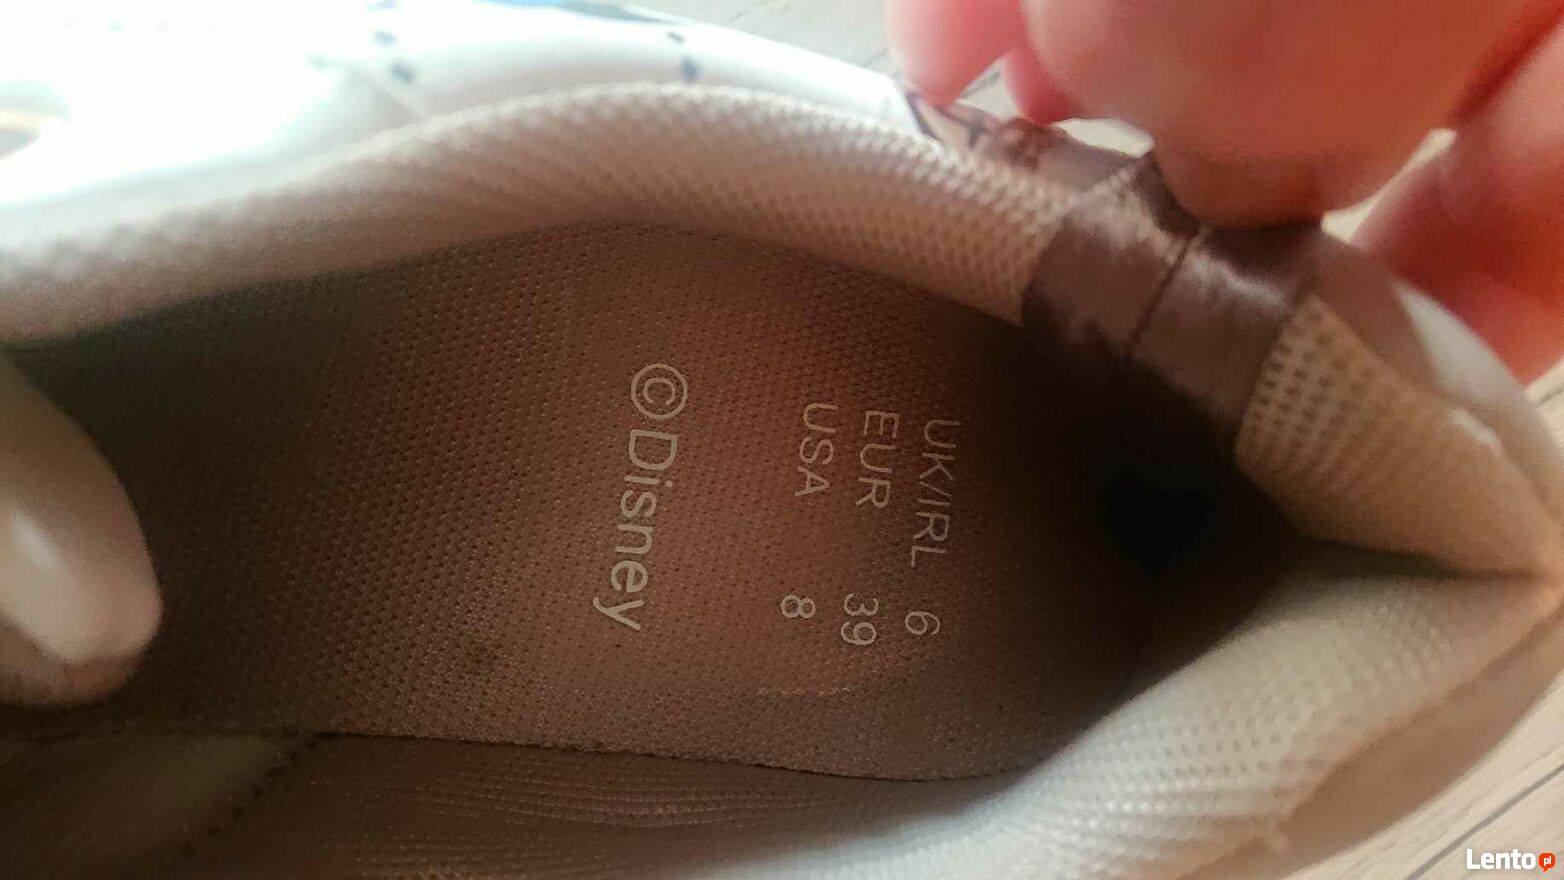 UK/IRL 6
EUR 39
USA 8
©Disney
Lento pl